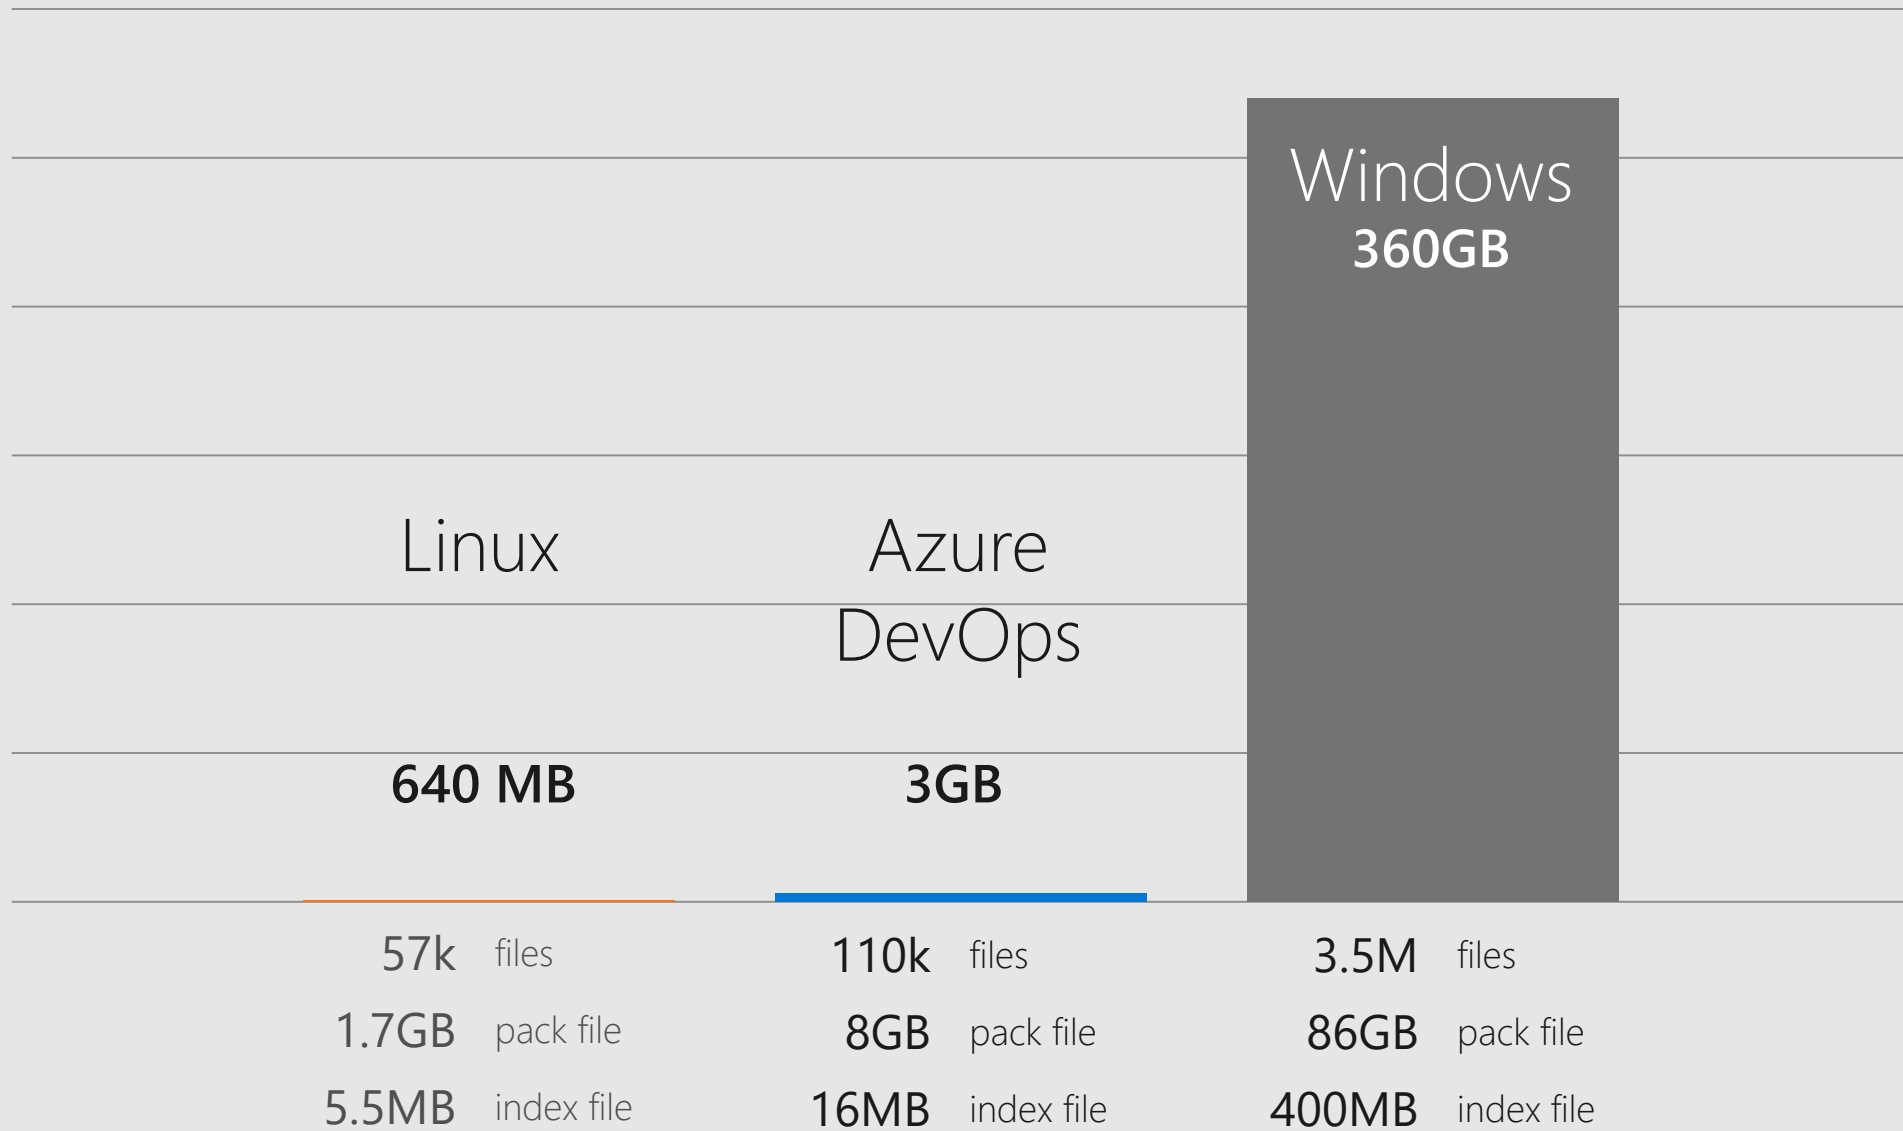 Windows
360GB
Linux
Azure
DevOps
640 MB
3GB
57k files
1.7GB pack file
5.5MB index file
110k files
8GB pack file
16MB index file
3.5M files
86GB pack file
400MB index file